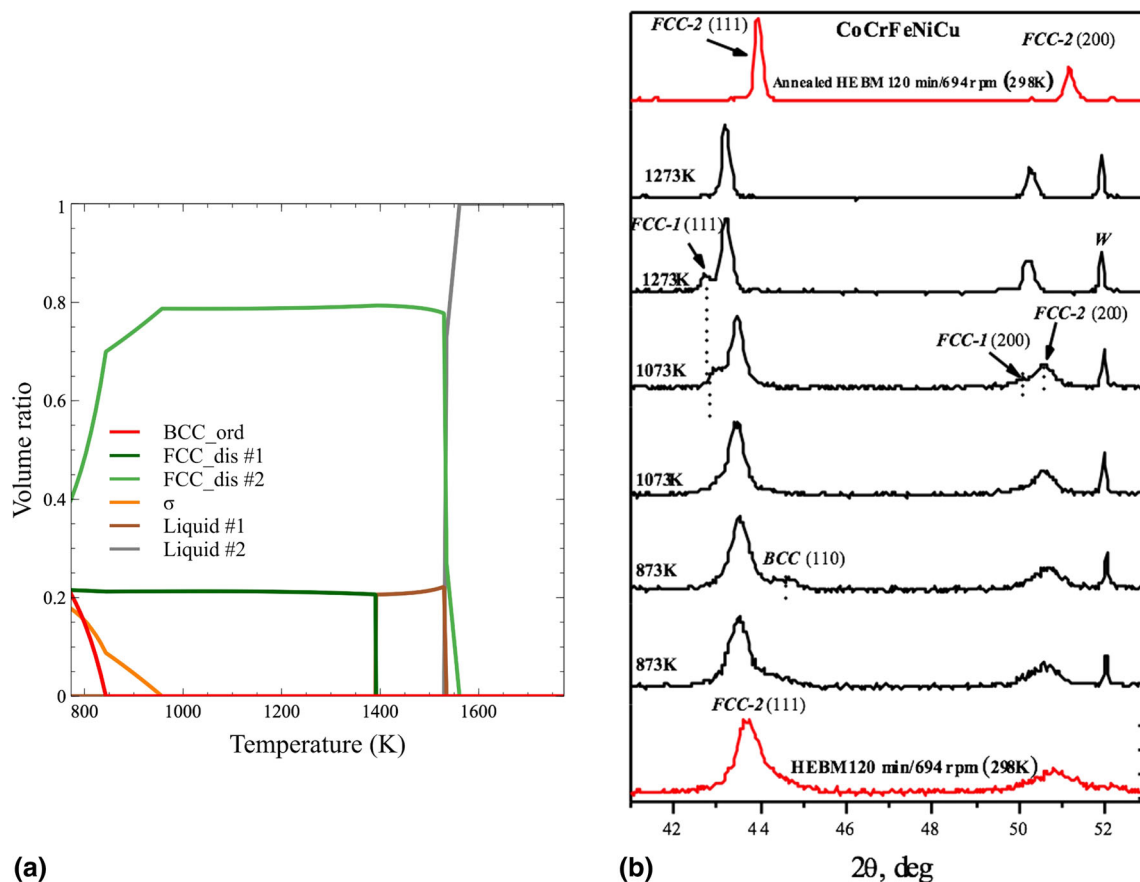 1
0.8
0.6
0.4
0.2
0
Volume ratio
BCC_ord
FCC_dis #1
FCC_dis #2
σ
Liquid #1
Liquid #2
800
1000
1200
1400
1600
Temperature (K)
(a)
FCC-2 (111)
CoCrFeNiCu
FCC-2 (200)
Annealed HEBM 120 min/694 rpm (298K)
1273K
FCC-1 (111)
W
1273K
FCC-2 (200)
FCC-1 (200)
1073K
1073K
BCC (110)
873K
873K
FCC-2 (111)
HEBM120 min/694 rpm (298K)
42
44
46
48
50
52
2θ, deg
(b)